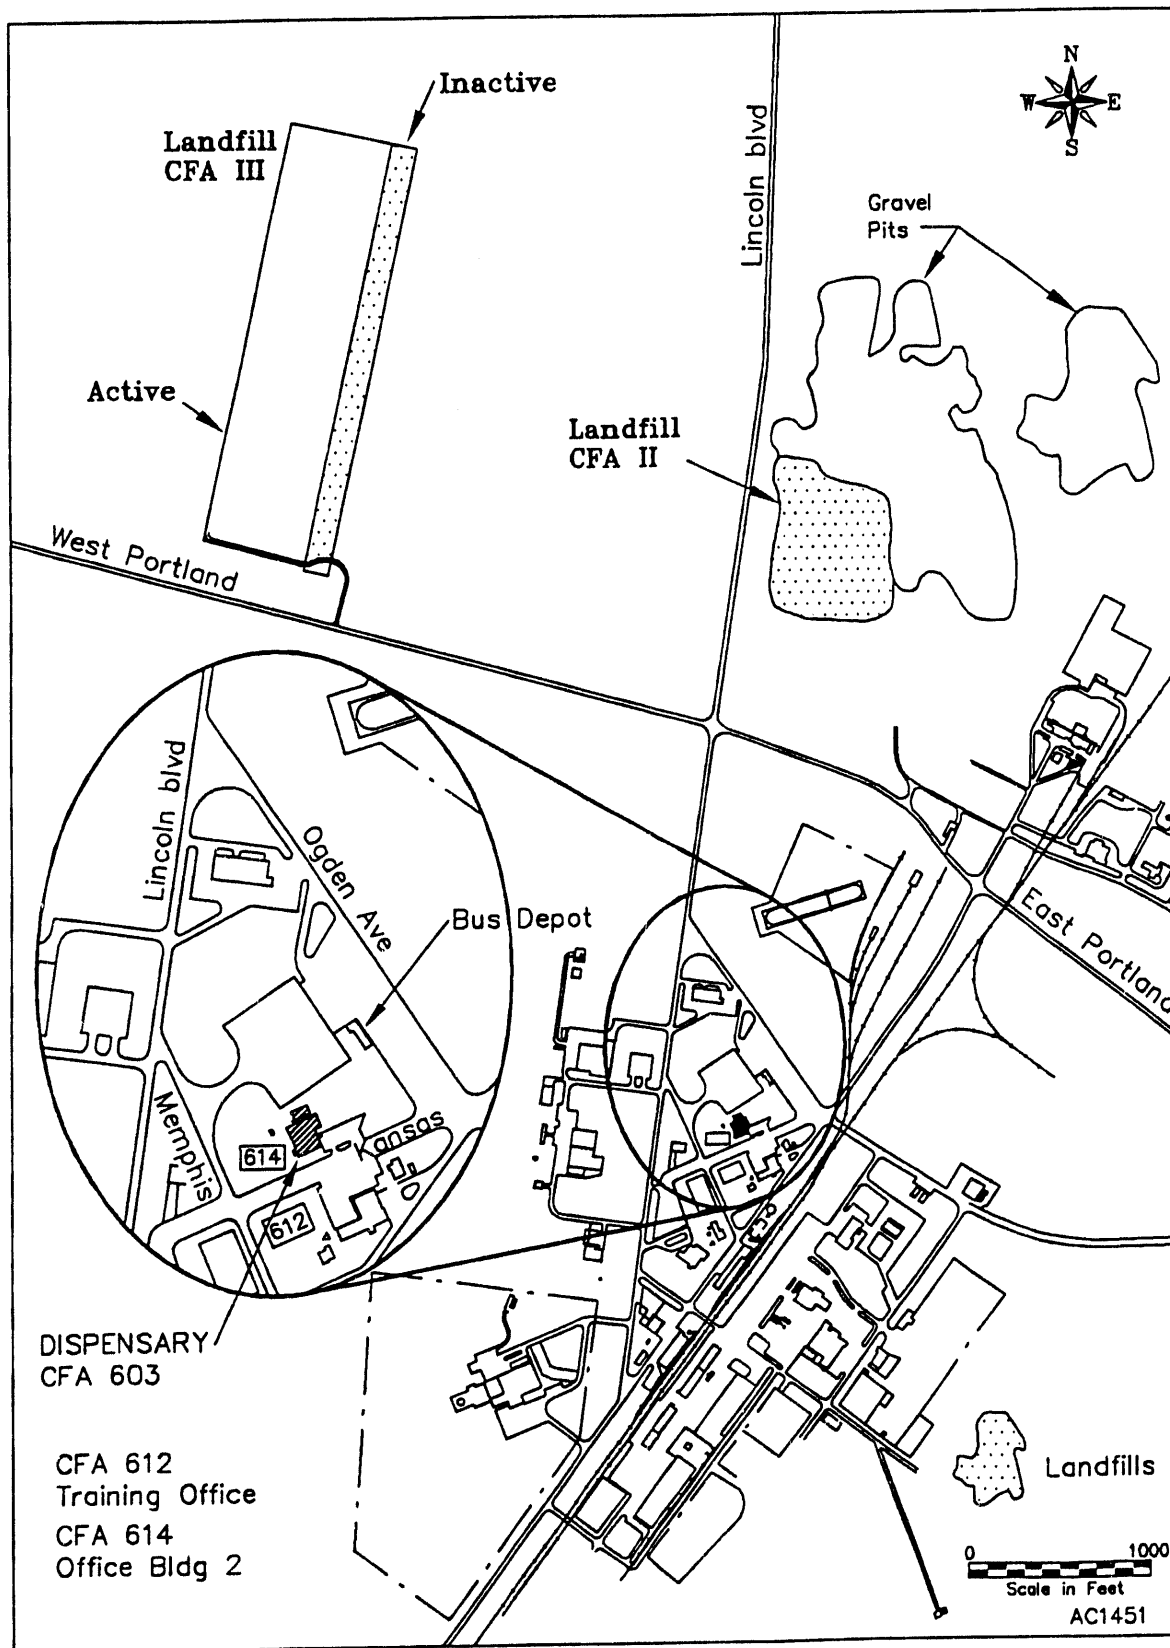 Inactive
Landfill
CFA III
Lincoln blvd
N
W
E
S
Gravel
Pits
Active
Landfill
CFA II
West Portland
Lincoln blvd
Ogden Ave
Bus Depot
East Portland
Memphis
Kansas
614
612
DISPENSARY
CFA 603
CFA 612
Training Office
CFA 614
Office Bldg 2
Landfills
0
1000
Scale in Feet
AC1451